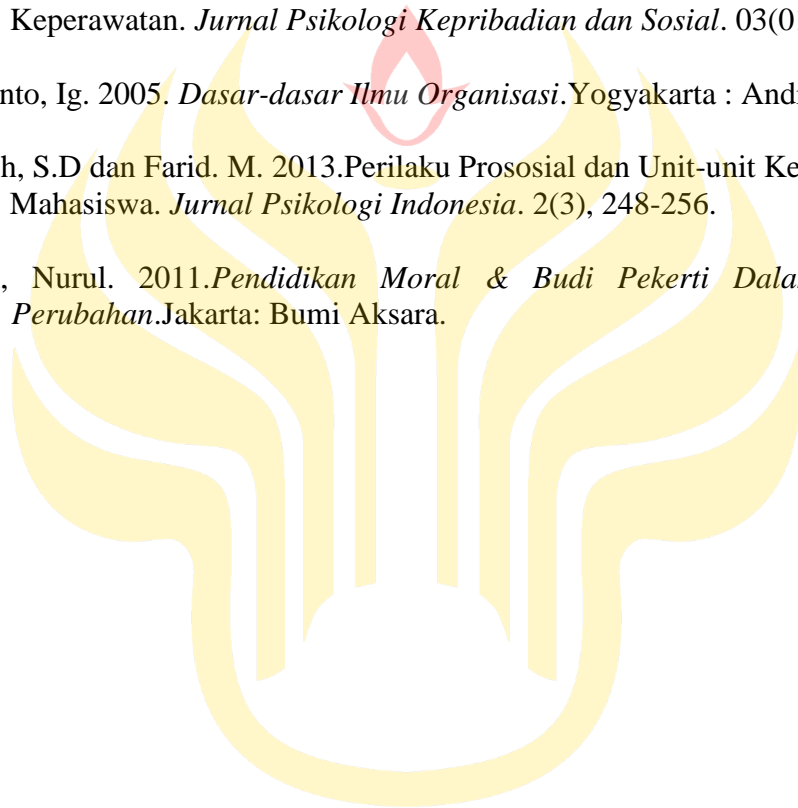 Keperawatan. Jurnal Psikologi Kepribadian dan Sosial. 03(0
nto, Ig. 2005. Dasar-dasar Ilmu Organisasi.Yogyakarta : And
h, S.D dan Farid. M. 2013.Perilaku Prososial dan Unit-unit Ke
Mahasiswa. Jurnal Psikologi Indonesia. 2(3), 248-256.
, Nurul. 2011.Pendidikan Moral & Budi Pekerti Dala
Perubahan.Jakarta: Bumi Aksara.